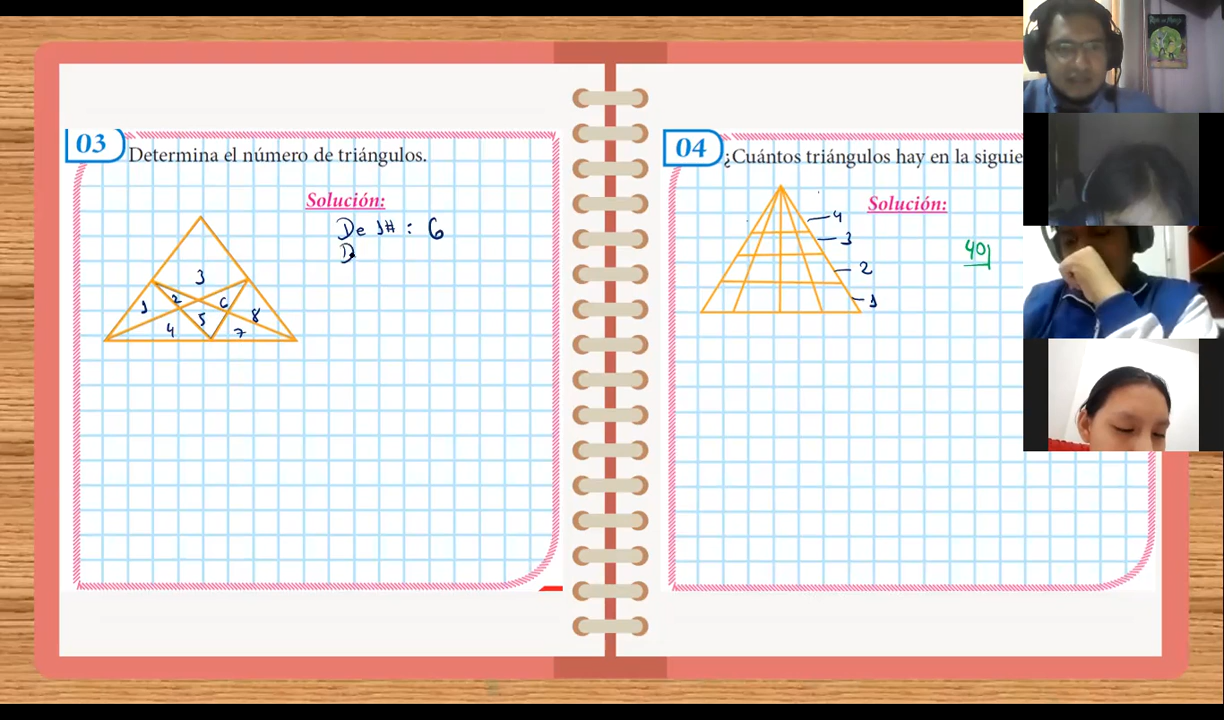 03
Determina el número de triángulos.
Solución:
De 1# : 6
D
3
1 2 6 8
4 5 7
04
¿Cuántos triángulos hay en la siguie
Solución:
4
3
2
1
40